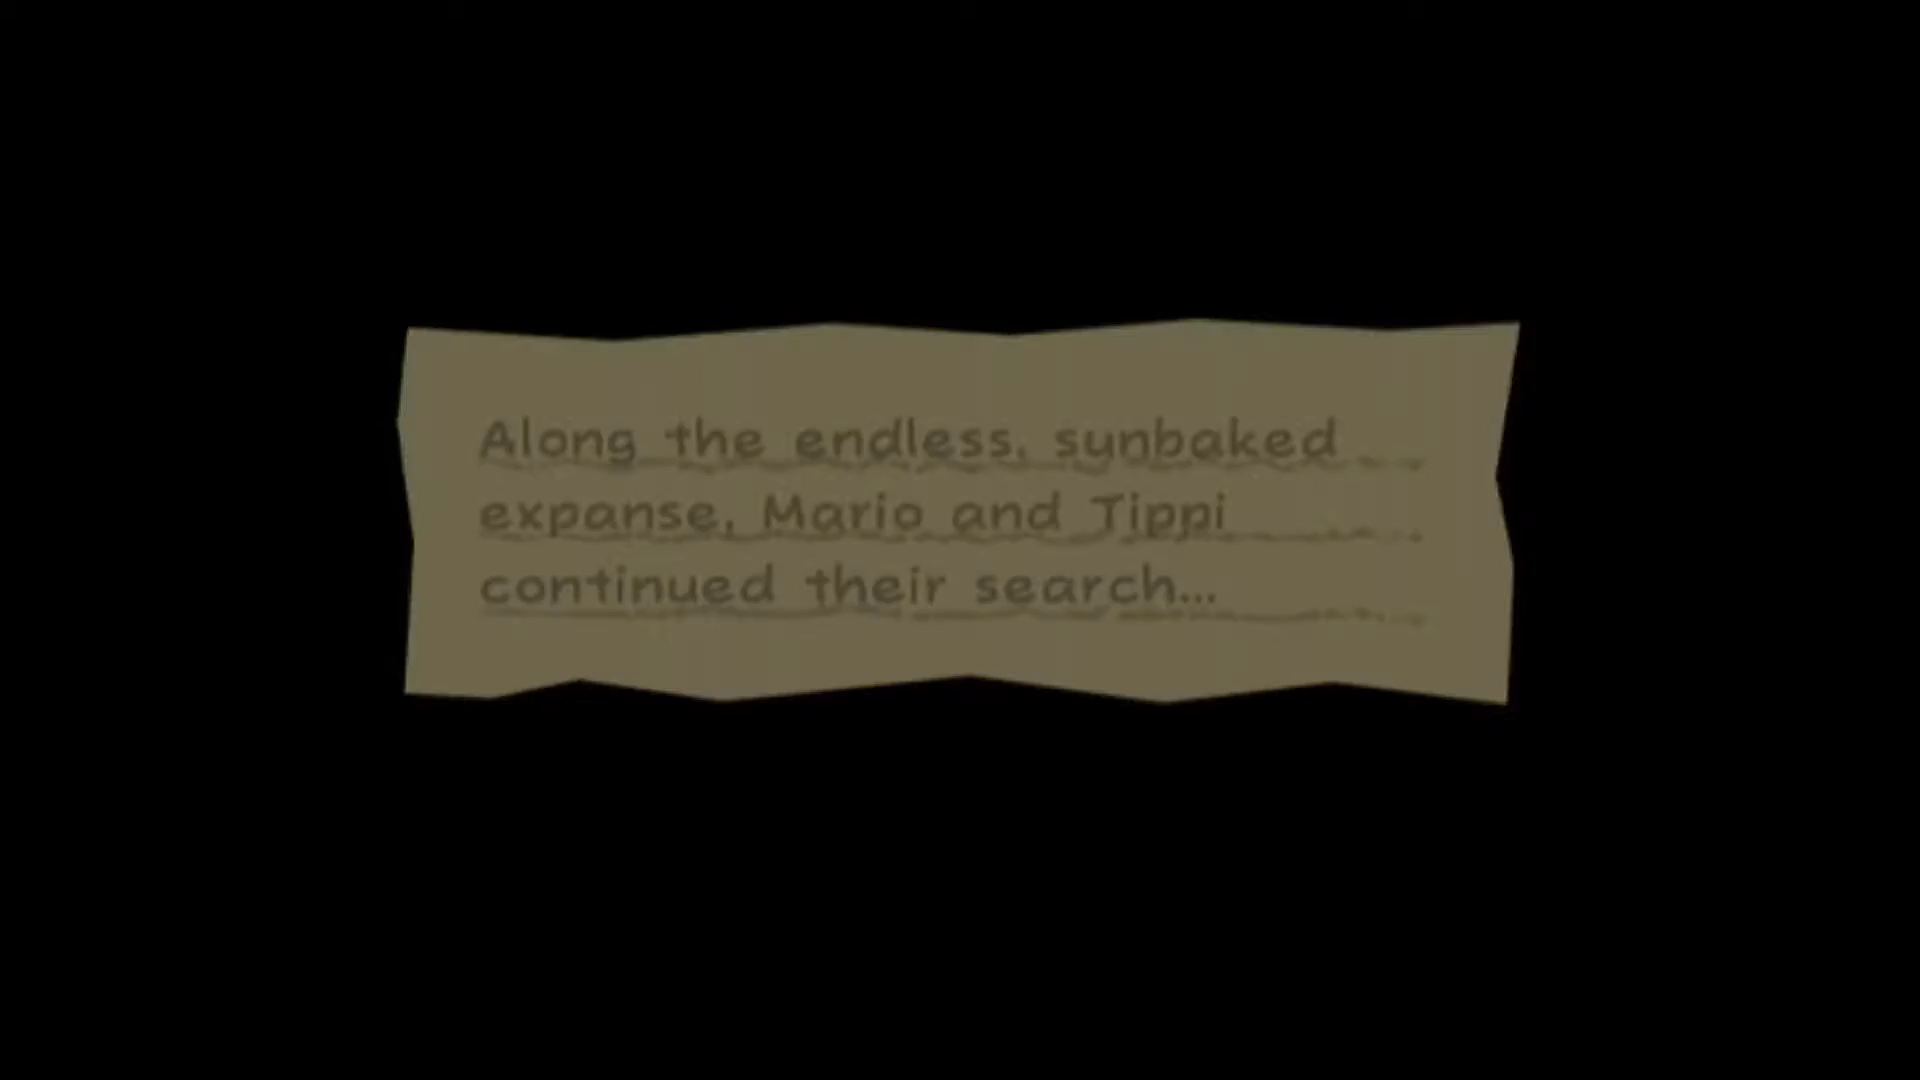 Along the endless, sunbaked
expanse, Mario and Tippi
continued their search...